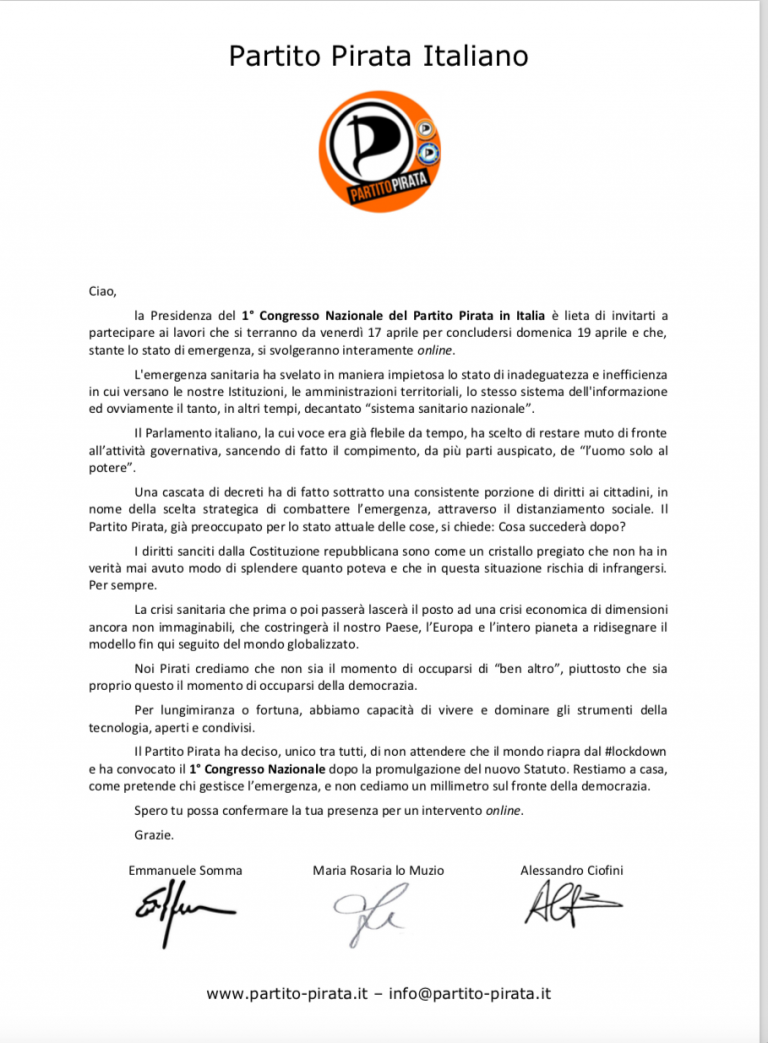 Partito Pirata Italiano
PARTITOPIRATA
Ciao,
la Presidenza del 1° Congresso Nazionale del Partito Pirata in Italia è lieta di invitarti a
partecipare ai lavori che si terranno da venerdì 17 aprile per concludersi domenica 19 aprile e che,
stante lo stato di emergenza, si svolgeranno interamente online.
L'emergenza sanitaria ha svelato in maniera impietosa lo stato di inadeguatezza e inefficienza
in cui versano le nostre Istituzioni, le amministrazioni territoriali, lo stesso sistema dell'informazione
ed ovviamente il tanto, in altri tempi, decantato “sistema sanitario nazionale”.
Il Parlamento italiano, la cui voce era già flebile da tempo, ha scelto di restare muto di fronte
all’attività governativa, sancendo di fatto il compimento, da più parti auspicato, de “l’uomo solo al
potere”.
Una cascata di decreti ha di fatto sottratto una consistente porzione di diritti ai cittadini, in
nome della scelta strategica di combattere l’emergenza, attraverso il distanziamento sociale. Il
Partito Pirata, già preoccupato per lo stato attuale delle cose, si chiede: Cosa succederà dopo?
I diritti sanciti dalla Costituzione repubblicana sono come un cristallo pregiato che non ha in
verità mai avuto modo di splendere quanto poteva e che in questa situazione rischia di infrangersi.
Per sempre.
La crisi sanitaria che prima o poi passerà lascerà il posto ad una crisi economica di dimensioni
ancora non immaginabili, che costringerà il nostro Paese, l’Europa e l’intero pianeta a ridisegnare il
modello fin qui seguito del mondo globalizzato.
Noi Pirati crediamo che non sia il momento di occuparsi di “ben altro”, piuttosto che sia
proprio questo il momento di occuparsi della democrazia.
Per lungimiranza o fortuna, abbiamo capacità di vivere e dominare gli strumenti della
tecnologia, aperti e condivisi.
Il Partito Pirata ha deciso, unico tra tutti, di non attendere che il mondo riapra dal #lockdown
e ha convocato il 1° Congresso Nazionale dopo la promulgazione del nuovo Statuto. Restiamo a casa,
come pretende chi gestisce l’emergenza, e non cediamo un millimetro sul fronte della democrazia.
Spero tu possa confermare la tua presenza per un intervento online.
Grazie.
Emmanuele Somma Maria Rosaria lo Muzio Alessandro Ciofini
www.partito-pirata.it – info@partito-pirata.it